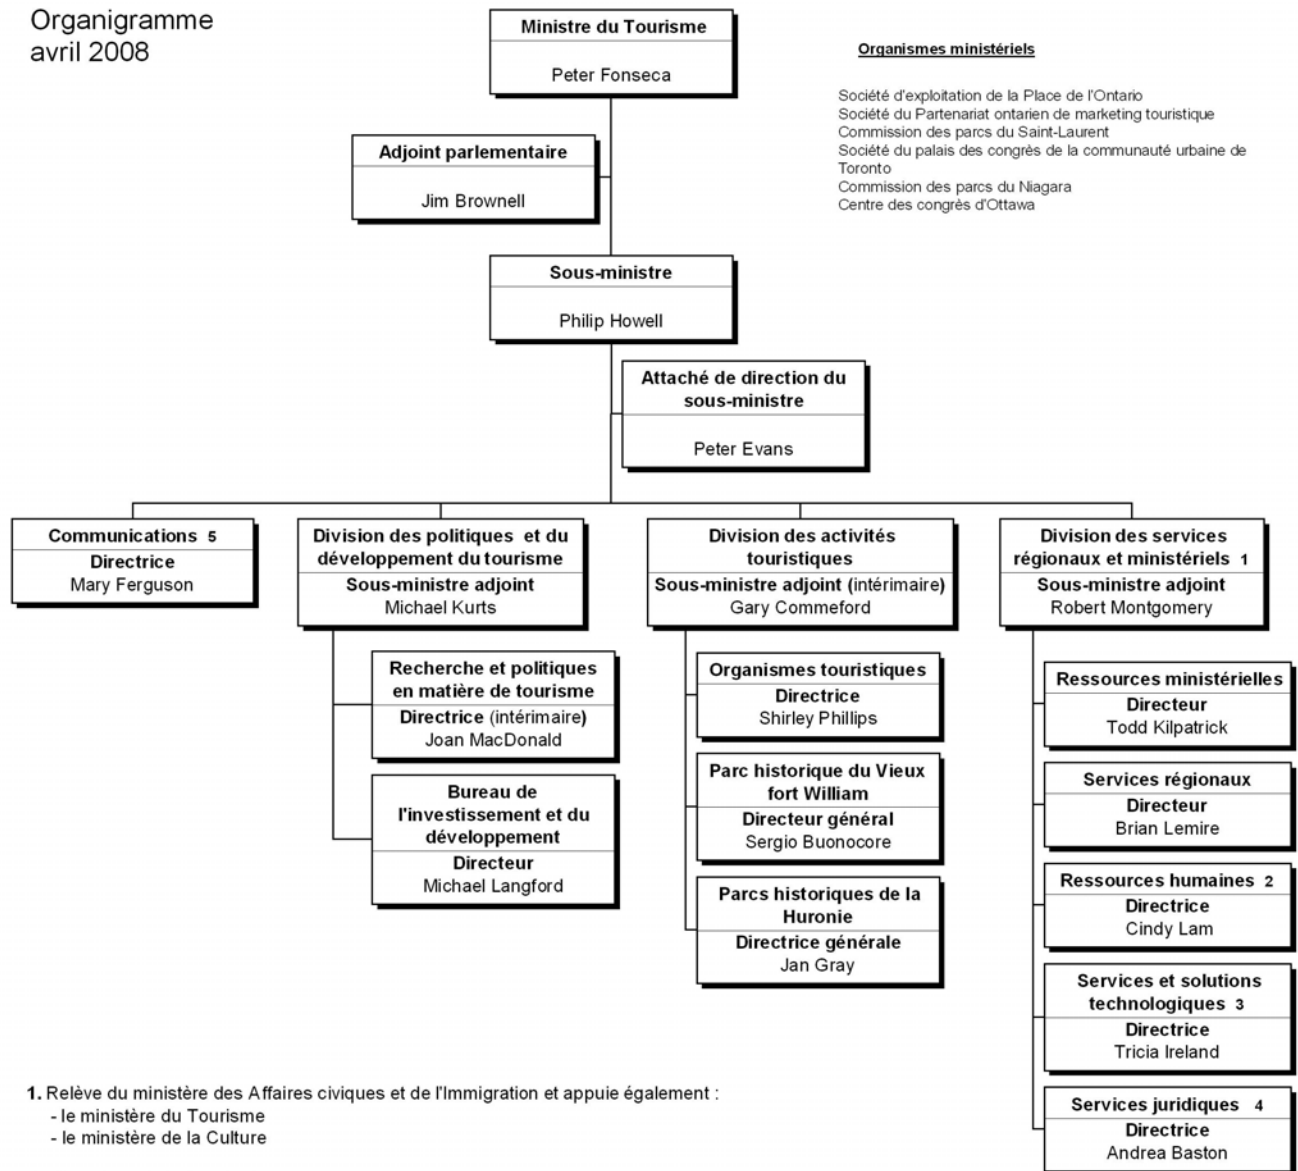 Organigramme
avril 2008
Ministre du Tourisme
Peter Fonseca
Organismes ministériels
Société d'exploitation de la Place de l'Ontario
Société du Partenariat ontarien de marketing touristique
Commission des parcs du Saint-Laurent
Société du palais des congrès de la communauté urbaine de
Toronto
Commission des parcs du Niagara
Centre des congrès d'Ottawa
Adjoint parlementaire
Jim Brownell
Sous-ministre
Philip Howell
Attaché de direction du
sous-ministre
Peter Evans
Communications 5
Directrice
Mary Ferguson
Division des politiques et du
développement du tourisme
Sous-ministre adjoint
Michael Kurts
Recherche et politiques
en matière de tourisme
Directrice (intérimaire)
Joan MacDonald
Bureau de
l'investissement et du
développement
Directeur
Michael Langford
Division des activités
touristiques
Sous-ministre adjoint (intérimaire)
Gary Commeford
Organismes touristiques
Directrice
Shirley Phillips
Parc historique du Vieux
fort William
Directeur général
Sergio Buonocore
Parcs historiques de la
Huronie
Directrice générale
Jan Gray
Division des services
régionaux et ministériels 1
Sous-ministre adjoint
Robert Montgomery
Ressources ministérielles
Directeur
Todd Kilpatrick
Services régionaux
Directeur
Brian Lemire
Ressources humaines 2
Directrice
Cindy Lam
Services et solutions
technologiques 3
Directrice
Tricia Ireland
Services juridiques 4
Directrice
Andrea Baston
1. Relève du ministère des Affaires civiques et de l'Immigration et appuie également :
- le ministère du Tourisme
- le ministère de la Culture